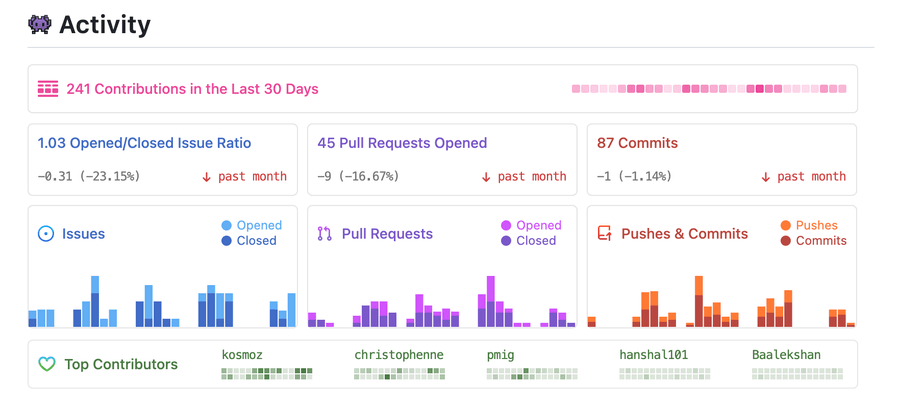 Activity
241 Contributions in the Last 30 Days
1.03 Opened/Closed Issue Ratio
-0.31 (-23.15%) ↓ past month
45 Pull Requests Opened
-9 (-16.67%) ↓ past month
87 Commits
-1 (-1.14%) ↓ past month
Issues
Opened
Closed
Pull Requests
Opened
Closed
Pushes & Commits
Pushes
Commits
Top Contributors
kosmoz
christophenne
pmig
hanshal101
Baalekshan